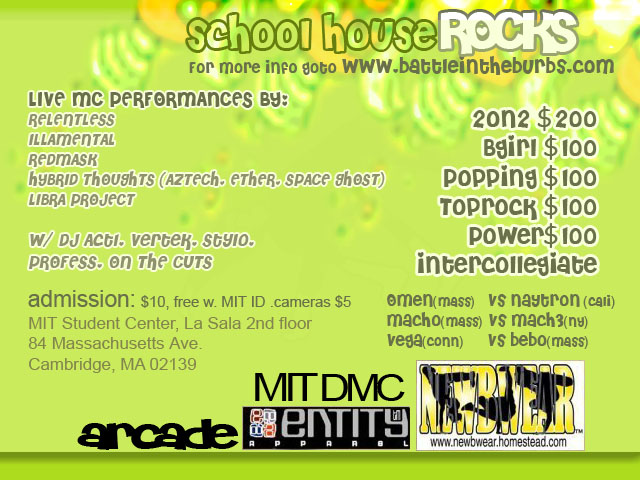 school house ROCKS
For more info goto www.battleintheburbs.com
Live MC Performances by:
Relentless
Illamental
Redmask
Hybrid Thoughts (Aztech. Ether. Space Ghost)
Libra Project
w/ DJ Act1. Vertek. Stylo.
Profess. on the cuts
2on2 $200
Bgirl $100
Popping $100
Toprock $100
Power$100
intercollegiate
admission: $10, free w. MIT ID .cameras $5
MIT Student Center, La Sala 2nd floor
84 Massachusetts Ave.
Cambridge, MA 02139
Omen(mass) vs naytron (cali)
macho(mass) vs mach3(ny)
vega(conn) vs bebo(mass)
MIT DMC
arcade
entity
APPAREL
NEWBWEAR
TM
www.newbwear.homestead.com